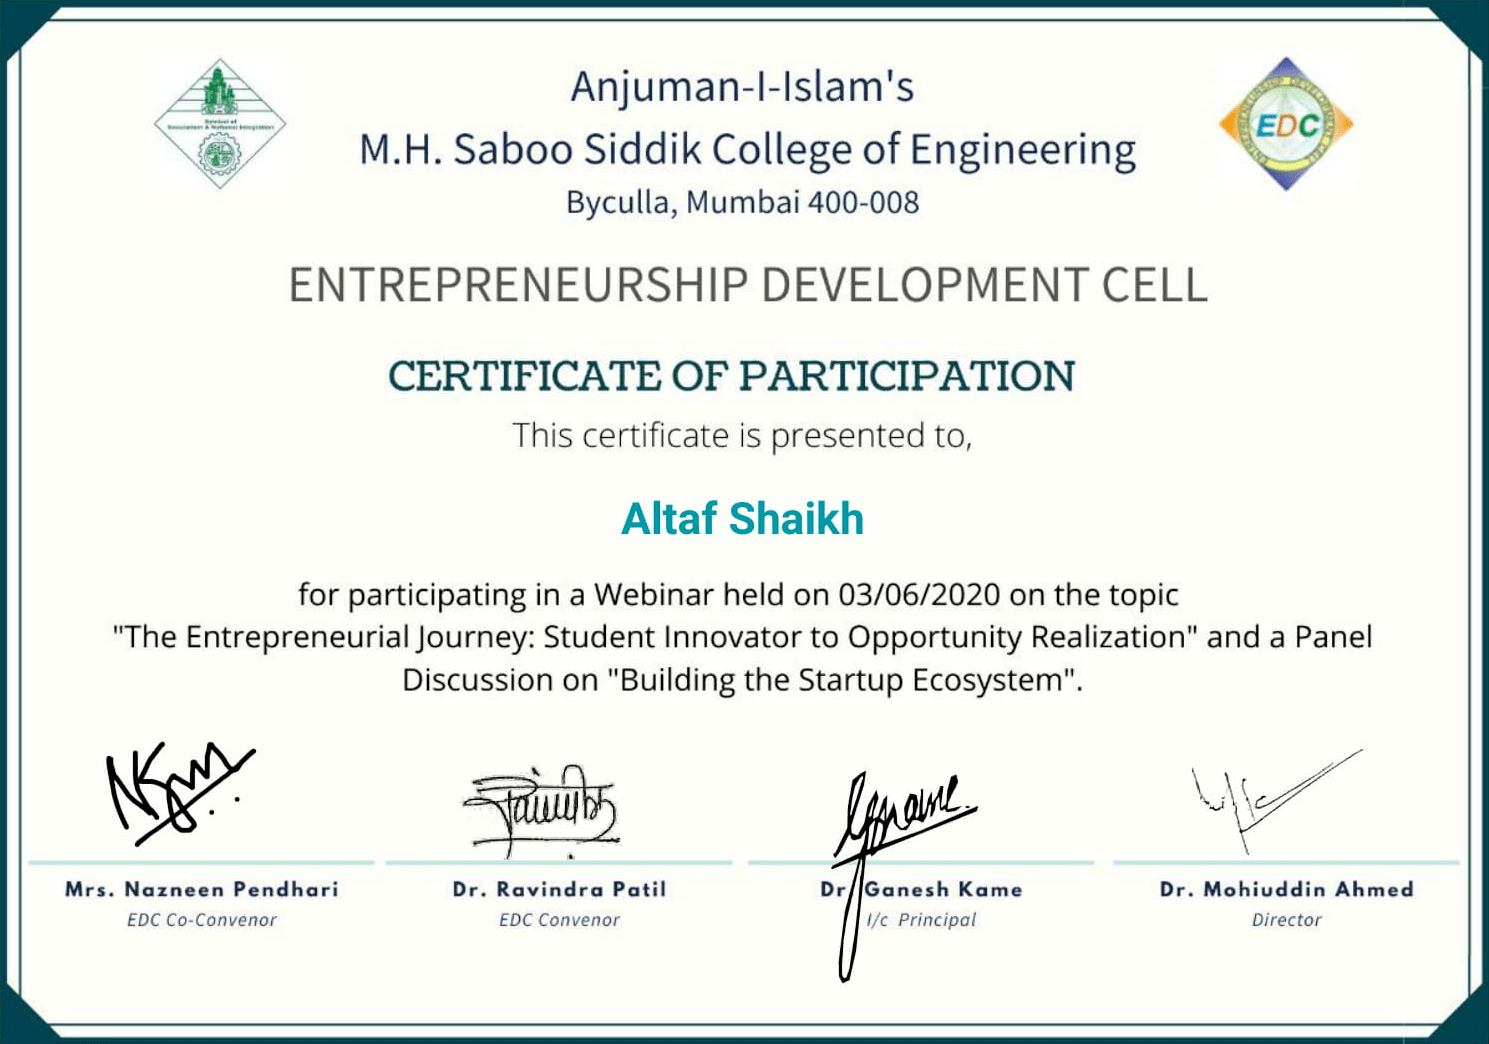 Anjuman-I-Islam's
M.H. Saboo Siddik College of Engineering
Byculla, Mumbai 400-008
EDC
ENTREPRENEURSHIP DEVELOPMENT CELL
ENTREPRENEURSHIP DEVELOPMENT CELL
CERTIFICATE OF PARTICIPATION
This certificate is presented to,
Altaf Shaikh
for participating in a Webinar held on 03/06/2020 on the topic
"The Entrepreneurial Journey: Student Innovator to Opportunity Realization" and a Panel
Discussion on "Building the Startup Ecosystem".
Mrs. Nazneen Pendhari
EDC Co-Convenor
Dr. Ravindra Patil
EDC Convenor
Dr Ganesh Kame
I/c Principal
Dr. Mohiuddin Ahmed
Director